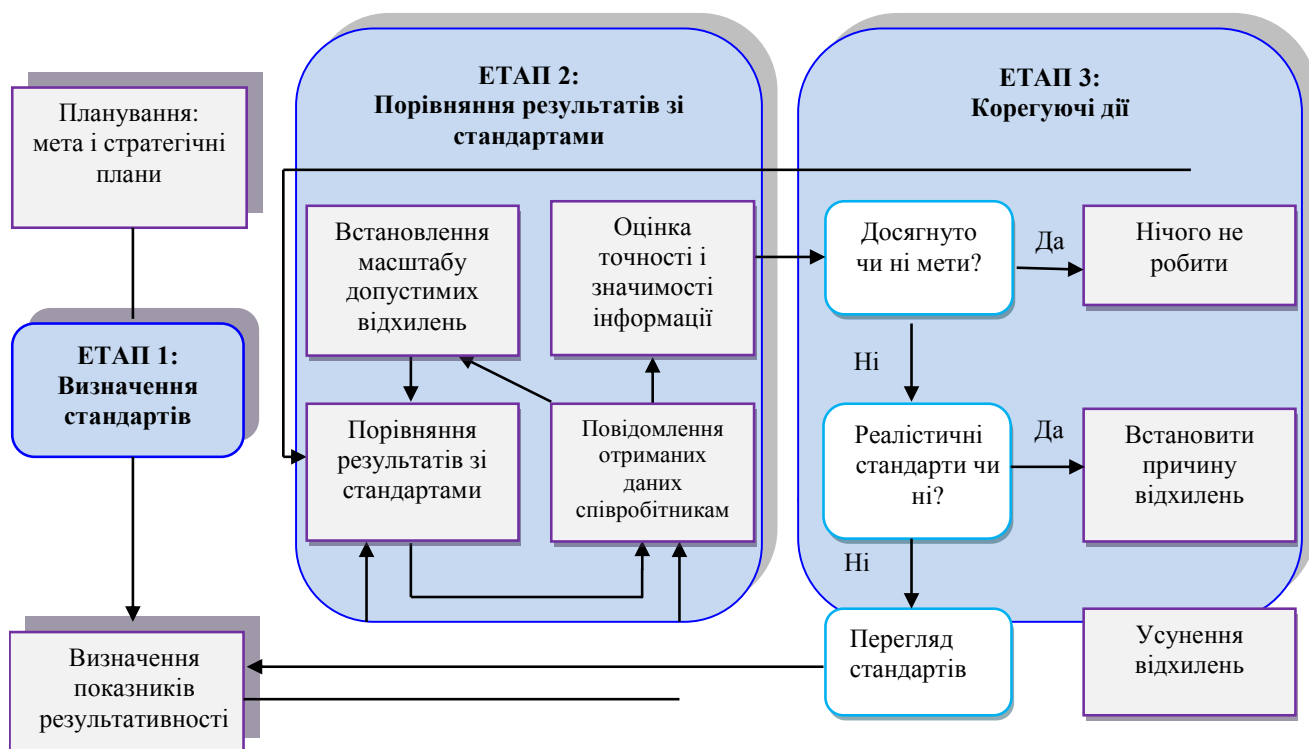 Планування:
мета і стратегічні
плани
ЕТАП 1:
Визначення
стандартів
Визначення
показників
результативності
ЕТАП 2:
Порівняння результатів зі
стандартами
Встановлення
масштабу
допустимих
відхилень
Оцінка
точності і
значимості
інформації
Порівняння
результатів зі
стандартами
Повідомлення
отриманих
даних
співробітникам
ЕТАП 3:
Корегуючі дії
Досягнуто
чи ні мети?
Да
Нічого не
робити
Ні
Реалістичні
стандарти чи
ні?
Да
Встановити
причину
відхилень
Ні
Перегляд
стандартів
Усунення
відхилень